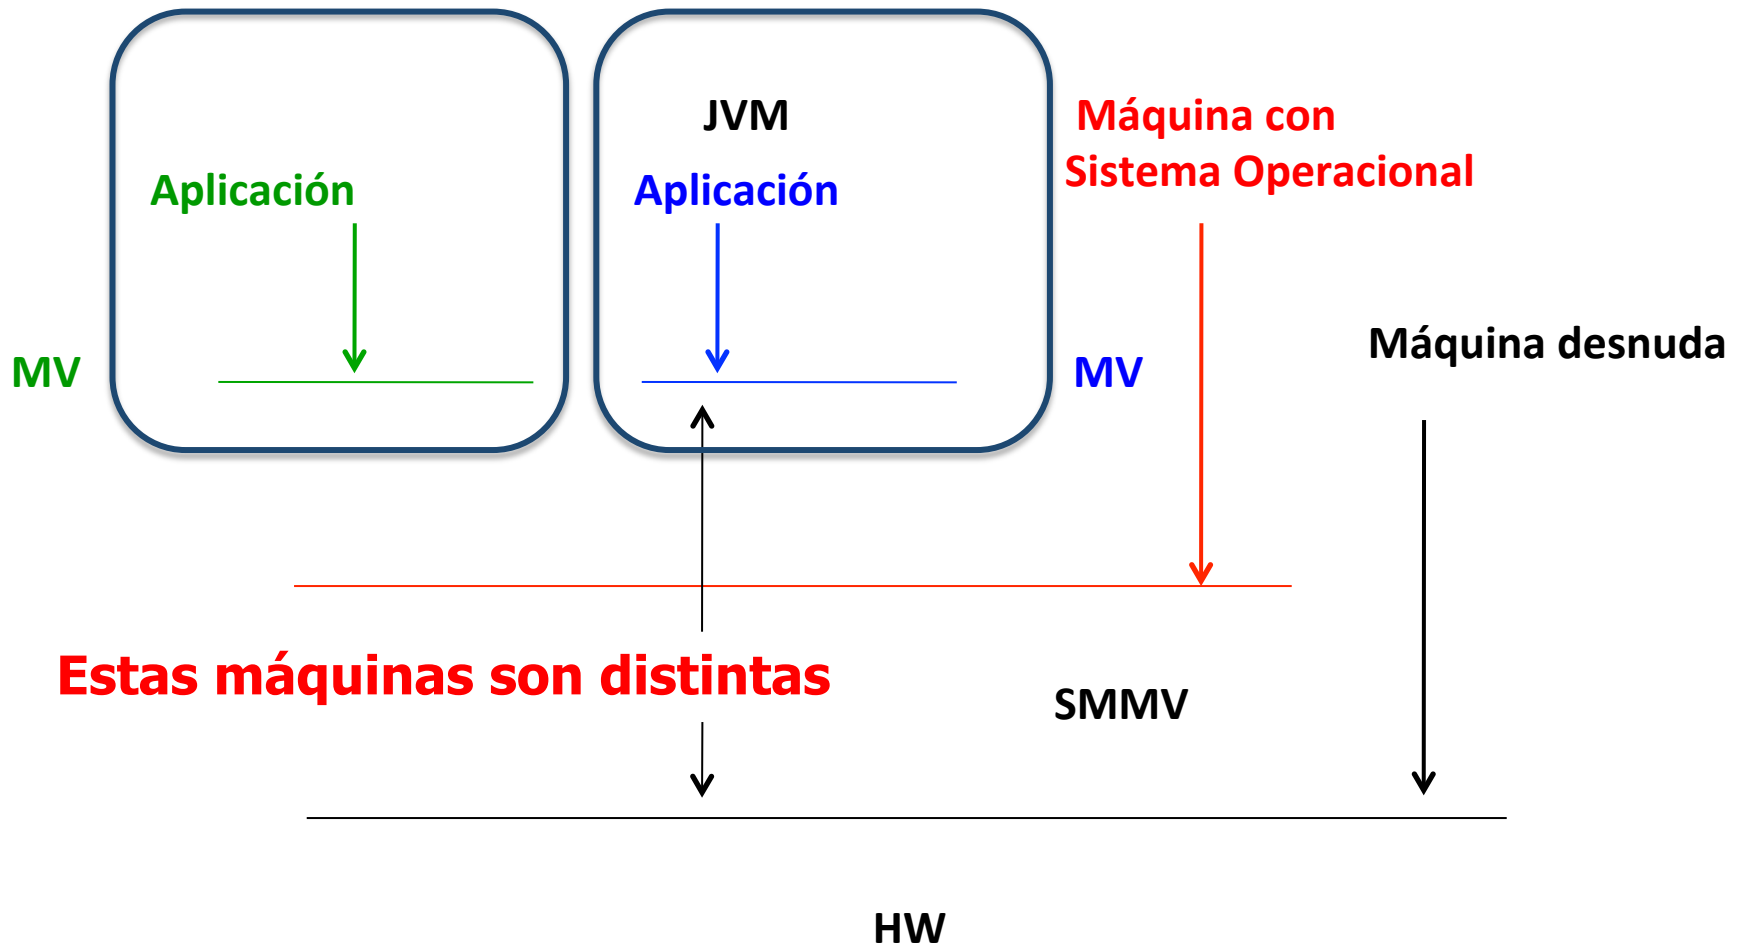 JVM
Máquina con
Sistema Operacional
Aplicación
Aplicación
Máquina desnuda
MV
MV
Estas máquinas son distintas
SMMV
HW